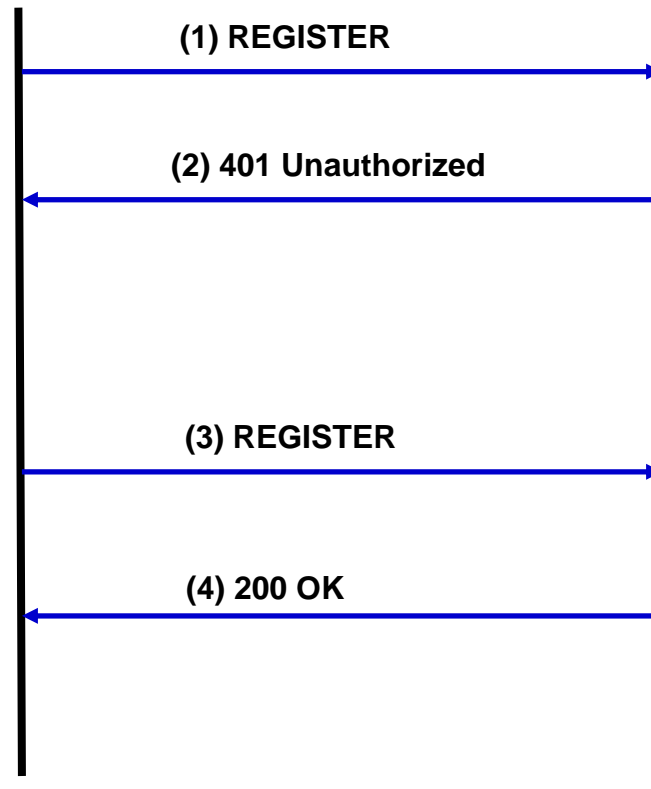 (1) REGISTER
(2) 401 Unauthorized
(3) REGISTER
(4) 200 OK